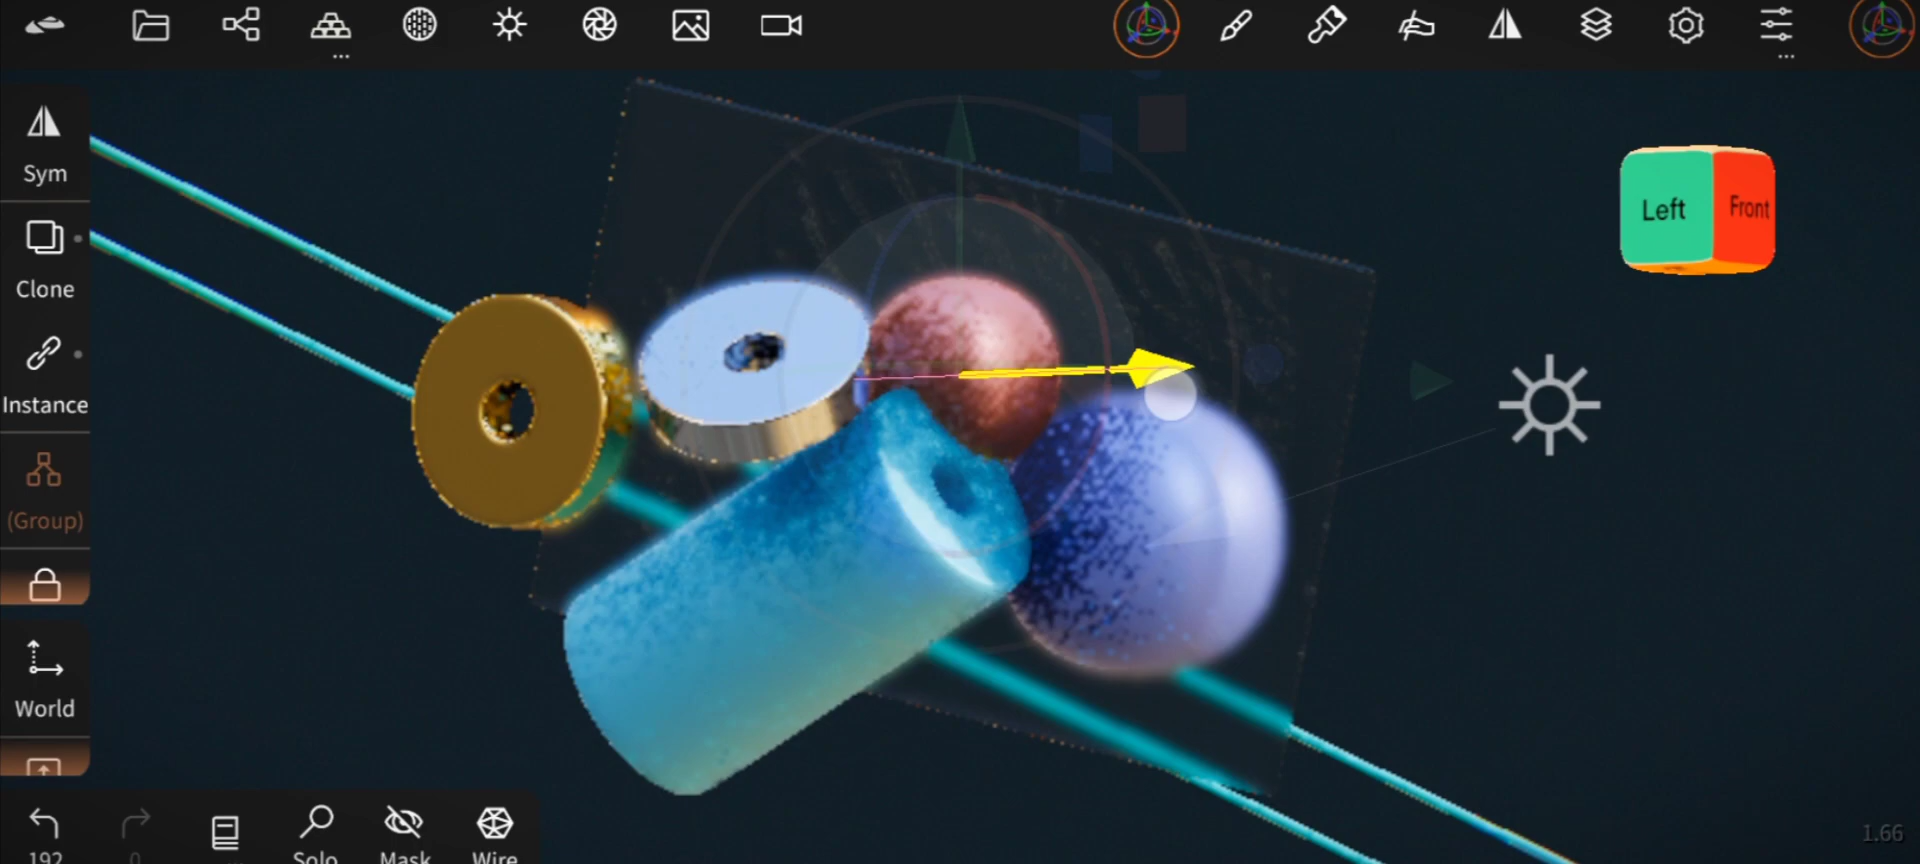 Sym
Clone
Instance
(Group)
World
Left
Front
1.66
192
0
Solo
Mask
Wire